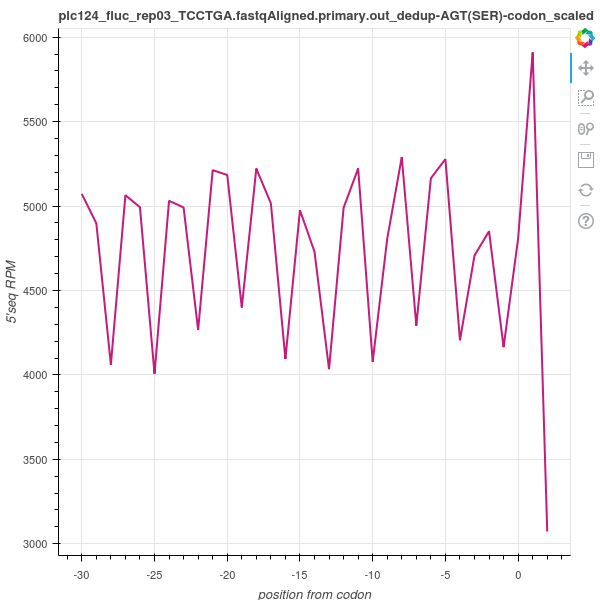 plc124_fluc_rep03_TCCTGA.fastqAligned.primary.out_dedup-AGT(SER)-codon_scaled
6000
5500
5000
4500
4000
3500
3000
5'seq RPM
-30 -25 -20 -15 -10 -5 0
position from codon